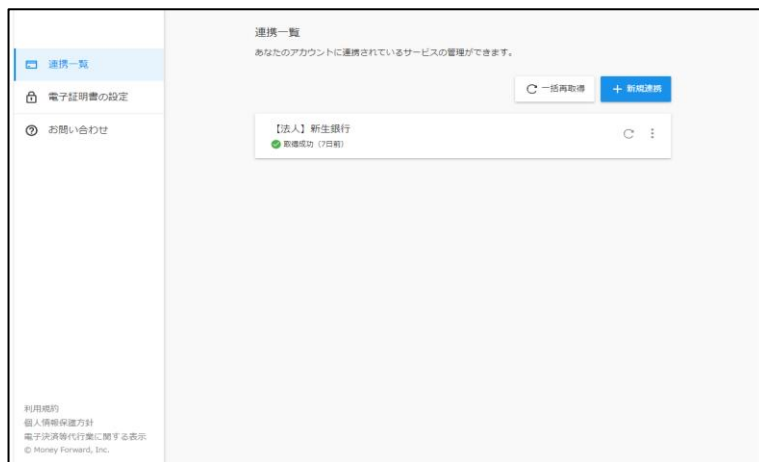 連携一覧
電子証明書の設定
お問い合わせ
利用規約
個人情報保護方針
電子決済等代行業に関する表示
© Money Forward, Inc.
連携一覧
あなたのアカウントに連携されているサービスの管理ができます。
一括再取得
+ 新規連携
【法人】新生銀行
取得成功（7日前）